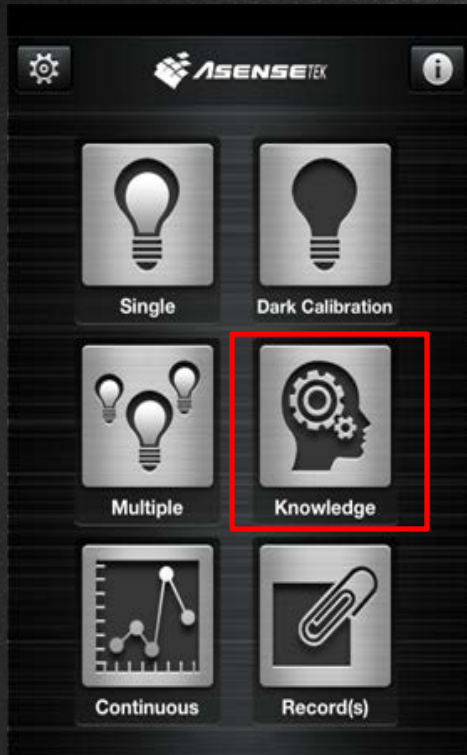 ASENSETEK
Single
Dark Calibration
Multiple
Knowledge
Continuous
Record(s)